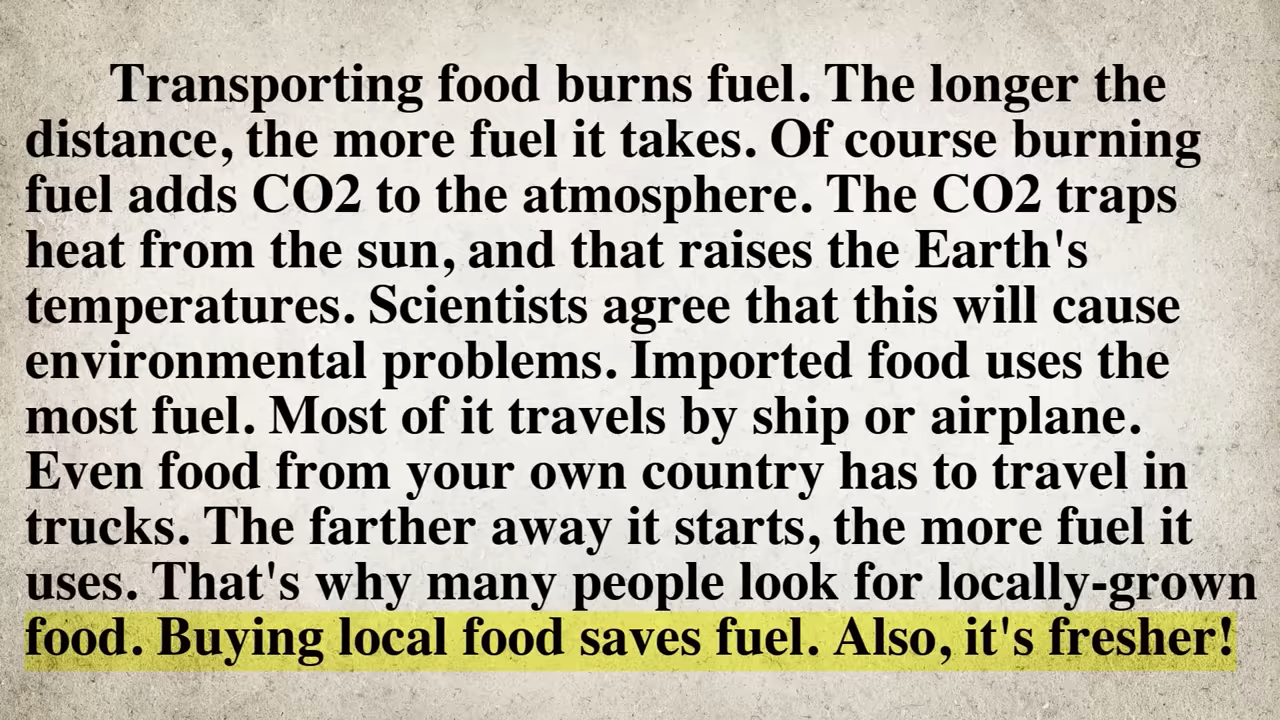 Transporting food burns fuel. The longer the
distance, the more fuel it takes. Of course burning
fuel adds CO2 to the atmosphere. The CO2 traps
heat from the sun, and that raises the Earth's
temperatures. Scientists agree that this will cause
environmental problems. Imported food uses the
most fuel. Most of it travels by ship or airplane.
Even food from your own country has to travel in
trucks. The farther away it starts, the more fuel it
uses. That's why many people look for locally-grown
food. Buying local food saves fuel. Also, it's fresher!